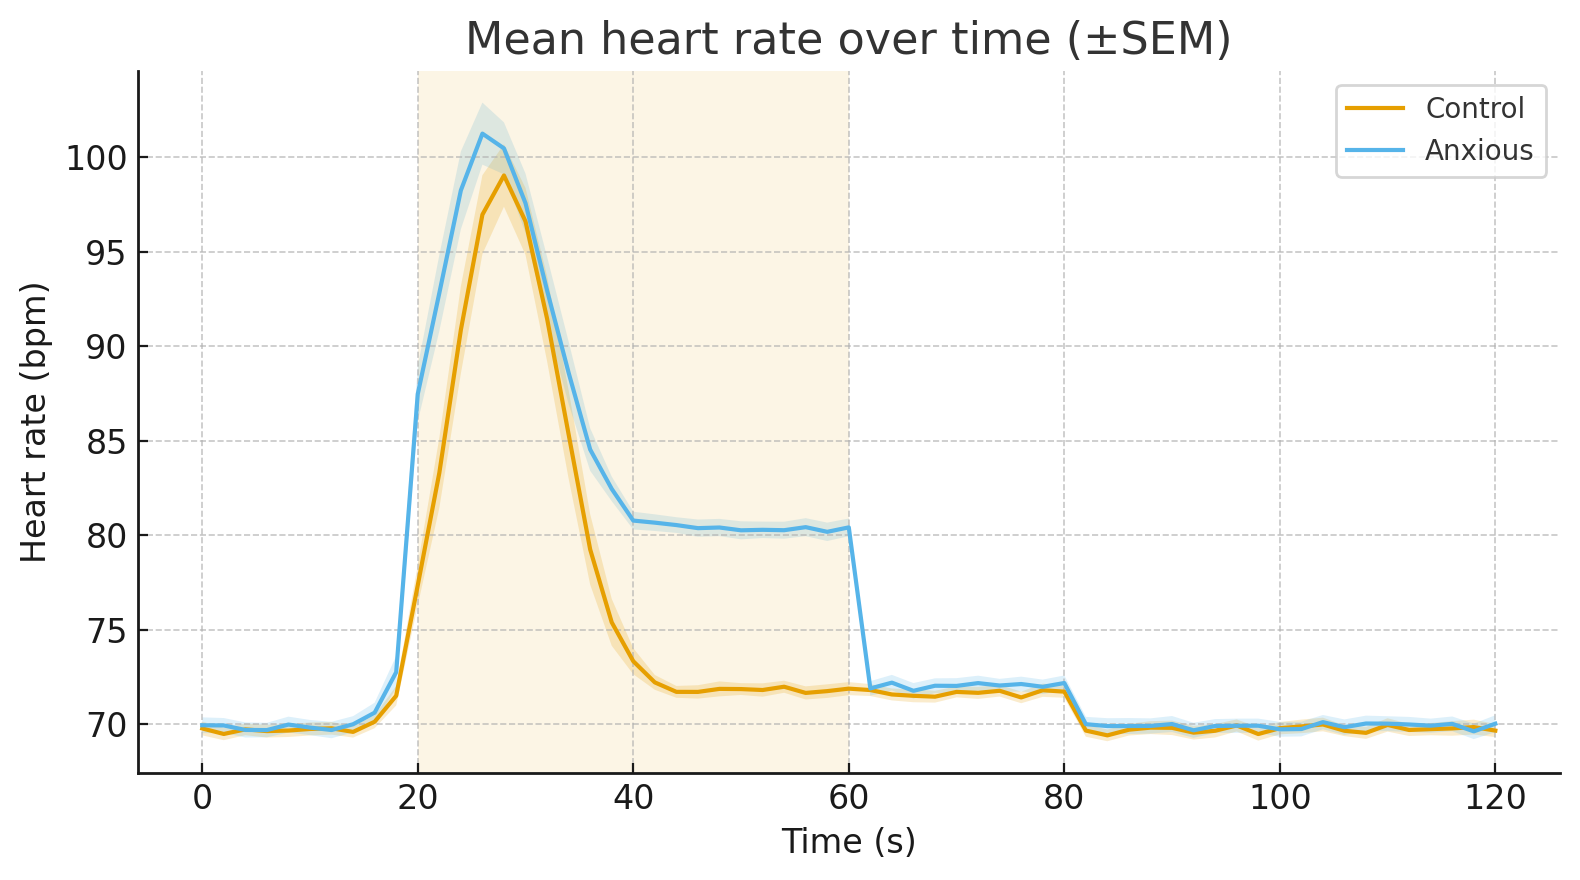 Mean heart rate over time (±SEM)
Control
Anxious
Heart rate (bpm)
100
95
90
85
80
75
70
0 20 40 60 80 100 120
Time (s)